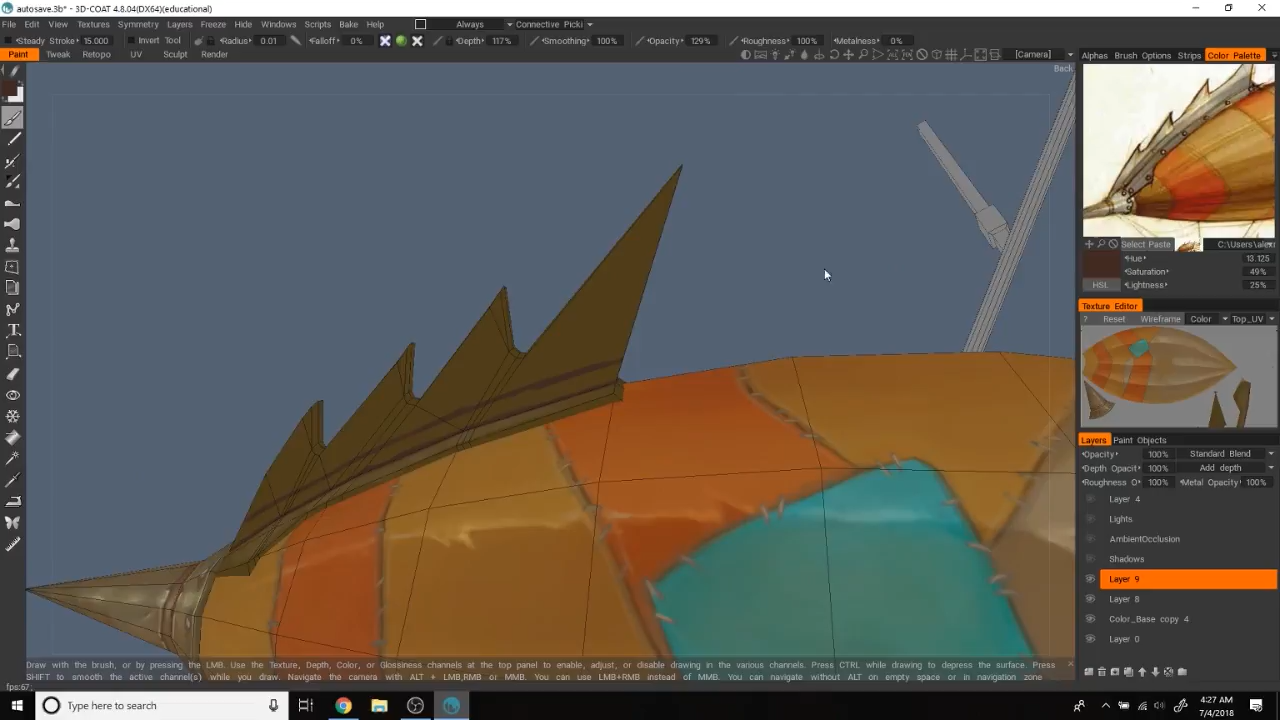 autosave.3b* - 3D-COAT 4.8.04(DX64)(educational)
File Edit View Textures Symmetry Layers Freeze Hide Windows Scripts Bake Help Always Connective Picki
Steady Stroke 15.000 Invert Tool Radius 0.01 Falloff 0% Depth 117% Smoothing 100% Opacity 129% Roughness 100% Metalness 0%
Paint Tweak Retopo UV Sculpt Render [Camera] Alphas Brush Options Strips Color Palette
Back
Select Paste C:\Users\alex
Hue 13.125
Saturation 49%
HSL Lightness 25%
Texture Editor
? Reset Wireframe Color Top_UV
Layers Paint Objects
Opacity 100% Standard Blend
Depth Opacit 100% Add depth
Roughness O 100% Metal Opacity 100%
Layer 4
Lights
AmbientOcclusion
Shadows
Layer 9
Layer 8
Color_Base copy 4
Layer 0
Draw with the brush, or by pressing the LMB. Use the Texture, Depth, Color, or Glossiness channels at the top panel to enable, adjust, or disable drawing in the various channels. Press CTRL while drawing to depress the surface. Press
SHIFT to smooth the active channel(s) while you draw. Navigate the camera with ALT + LMB,RMB or MMB. You can use LMB+RMB instead of MMB. You can navigate without ALT on empty space or in navigation zone
fps:67;
Type here to search
4:27 AM
7/4/2018